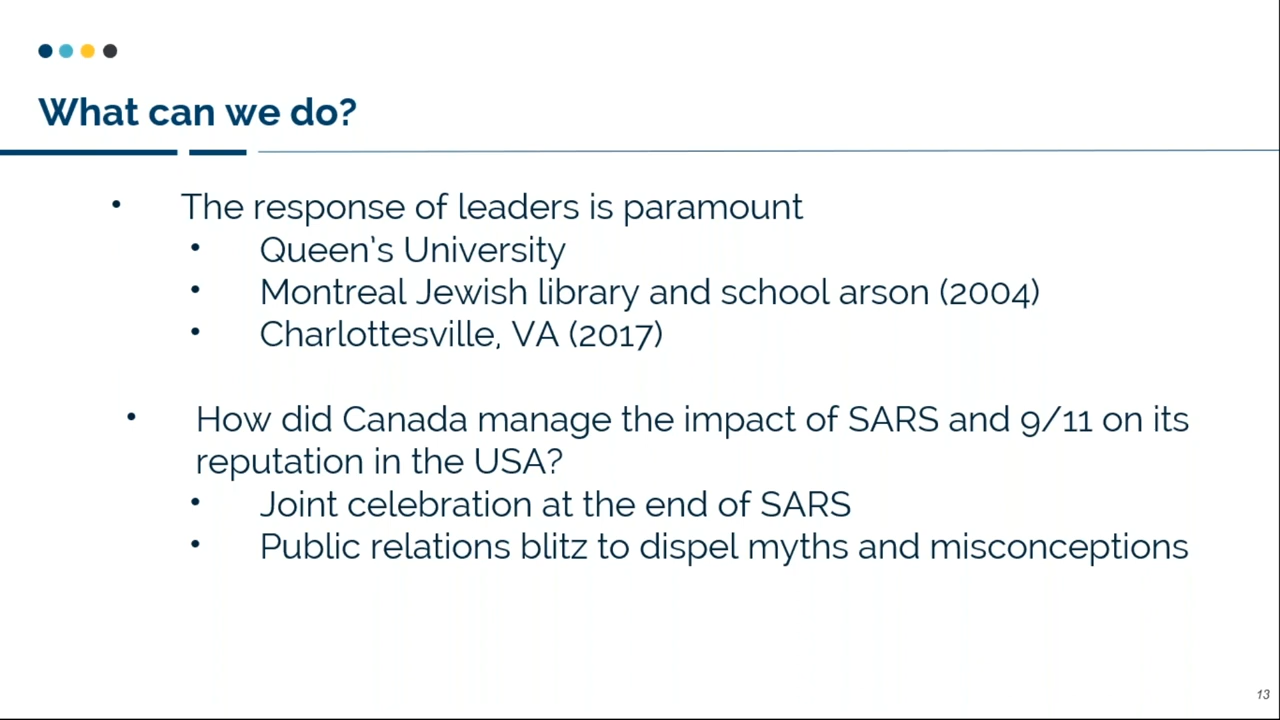 What can we do?
• The response of leaders is paramount
• Queen's University
• Montreal Jewish library and school arson (2004)
• Charlottesville, VA (2017)
• How did Canada manage the impact of SARS and 9/11 on its
reputation in the USA?
• Joint celebration at the end of SARS
• Public relations blitz to dispel myths and misconceptions
13